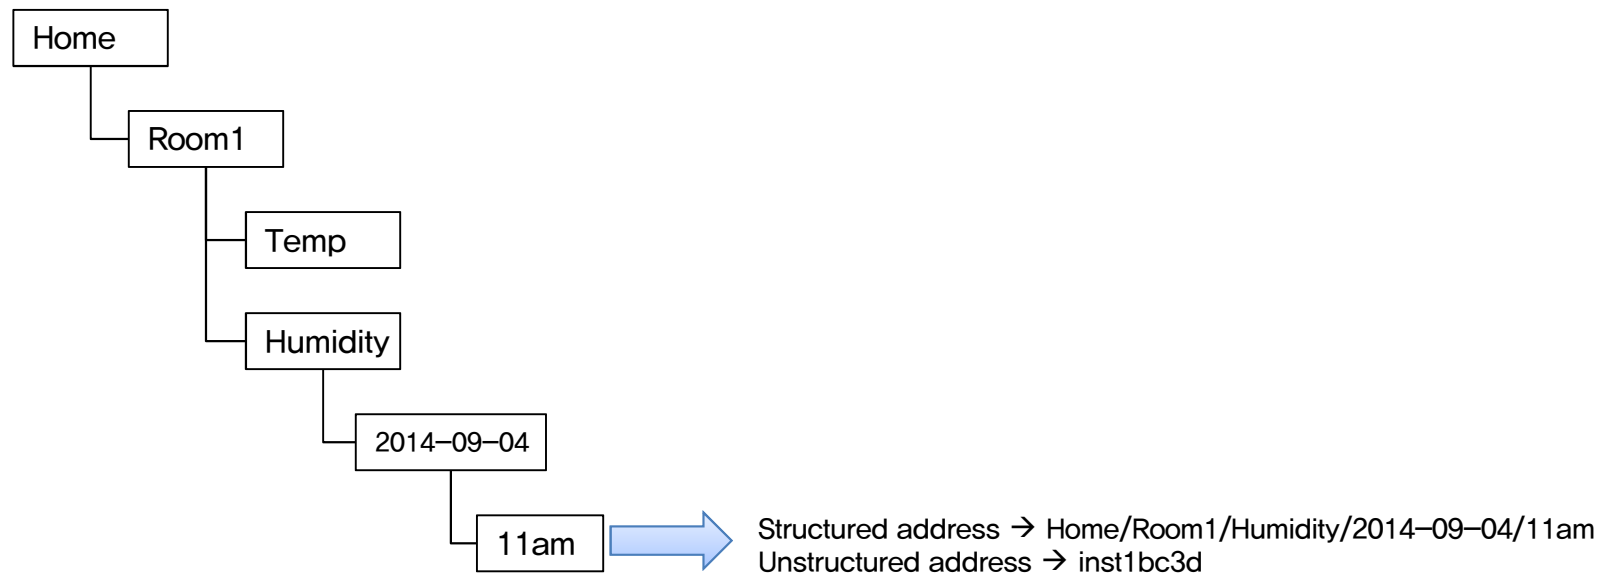 Home
Room1
Temp
Humidity
2014−09−04
11am
Structured address → Home/Room1/Humidity/2014−09−04/11am
Unstructured address → inst1bc3d